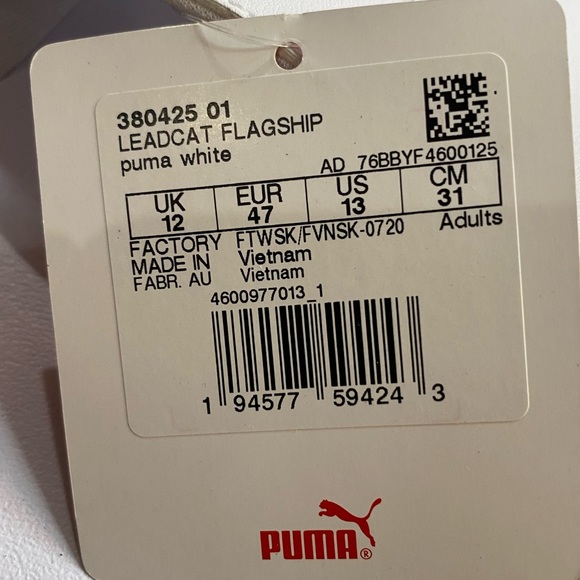 380425 01
LEADCAT FLAGSHIP
puma white
AD 76BBYF4600125
UK EUR US CM
12 47 13 31
FACTORY FTWSK/FVNSK-0720 Adults
MADE IN Vietnam
FABR. AU Vietnam
4600977013_1
1 94577 59424 3
PUMA®